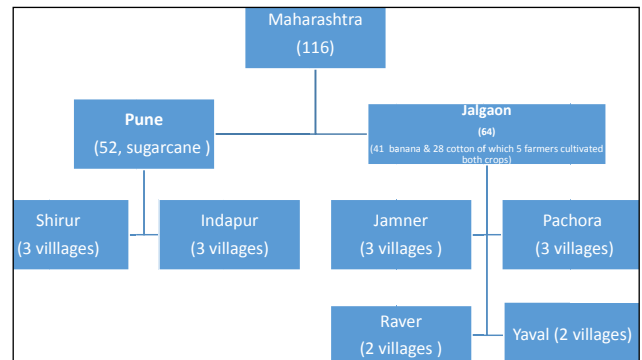 Maharashtra
(116)
Pune
(52, sugarcane )
Jalgaon
(64)
(41 banana & 28 cotton of which 5 farmers cultivated
both crops)
Shirur
(3 villlages)
Indapur
(3 villages)
Jamner
(3 villages )
Pachora
(3 villages)
Raver
(2 villages )
Yaval (2 villages)